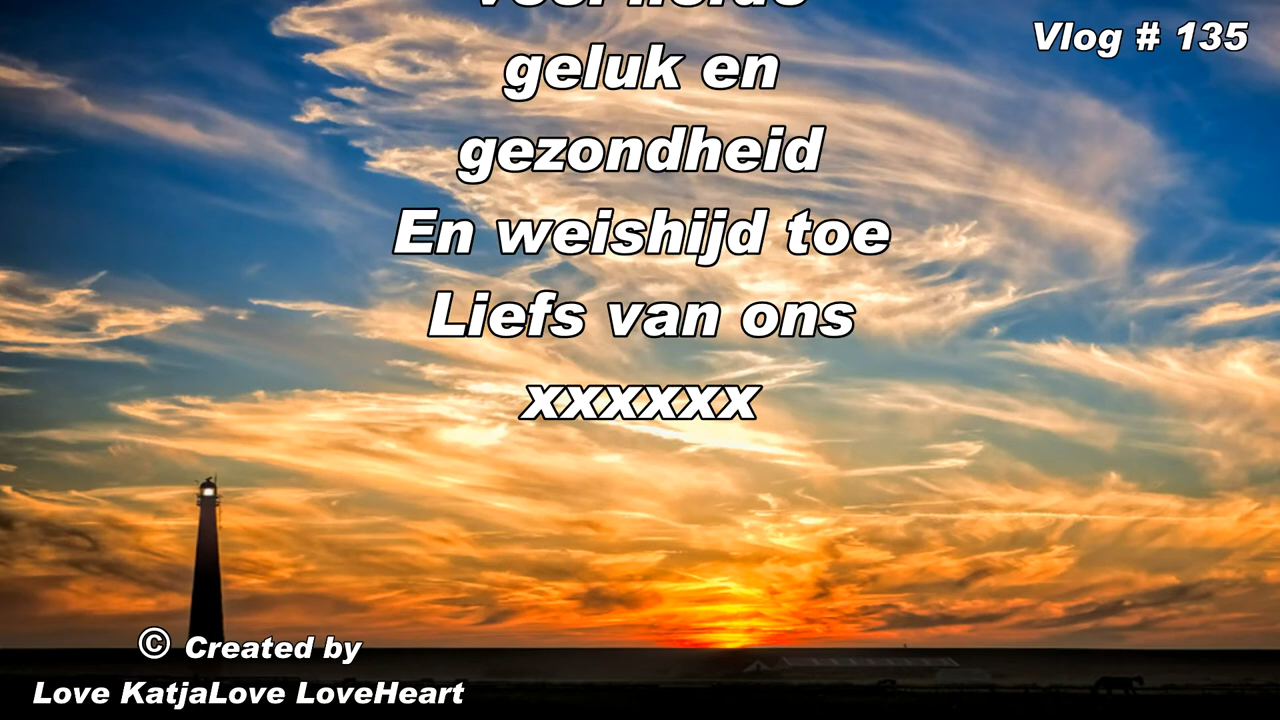 Vlog # 135
geluk en
gezondheid
En weishijd toe
Liefs van ons
xxxxxx
© Created by
Love KatjaLove LoveHeart